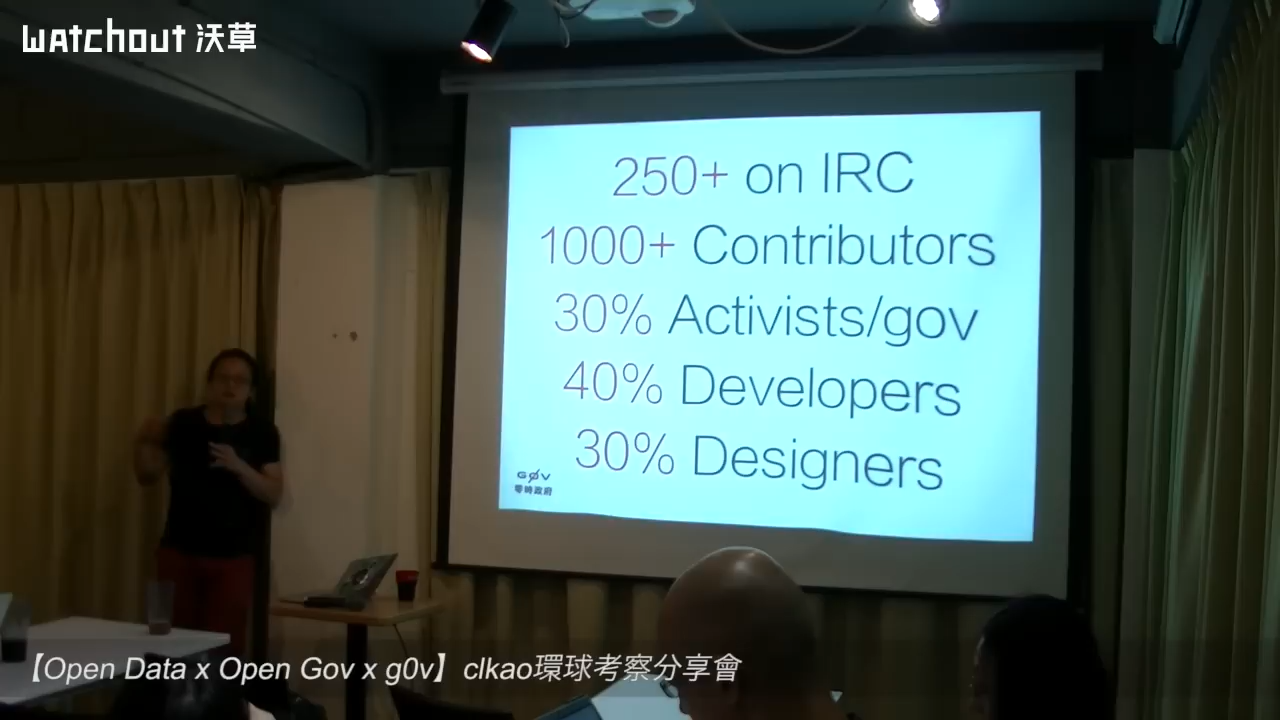 watchout 沃草
250+ on IRC
1000+ Contributors
30% Activists/gov
40% Developers
30% Designers
GØV
零時政府
【Open Data x Open Gov x g0v】clkao環球考察分享會